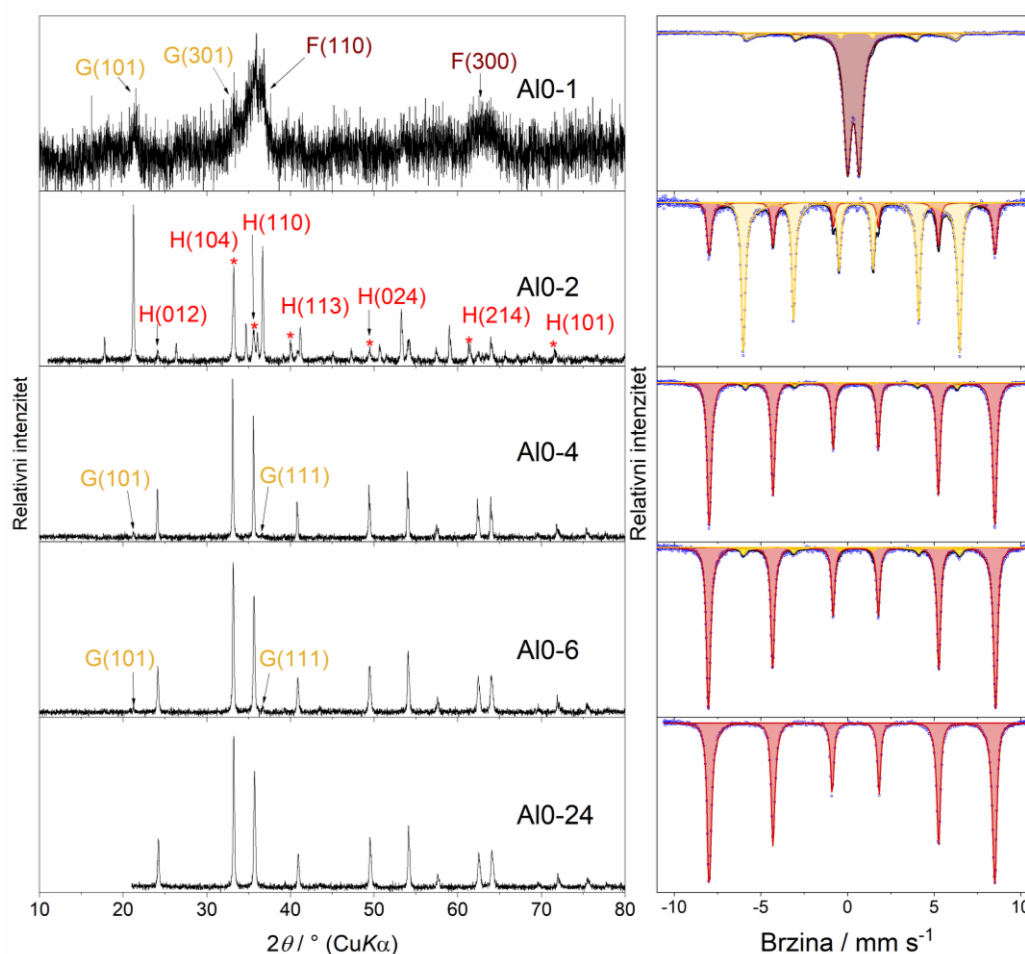 G(101)
G(301)
F(110)
F(300)
Al0-1
H(012)
H(104)
H(110)
H(113)
H(024)
H(214)
H(101)
*
*
*
*
*
*
Al0-2
G(101)
G(111)
Al0-4
G(101)
G(111)
Al0-6
Al0-24
Relativni intenzitet
10 20 30 40 50 60 70 80
2θ / ° (CuKα)
Relativni intenzitet
-10 -5 0 5 10
Brzina / mm s⁻¹